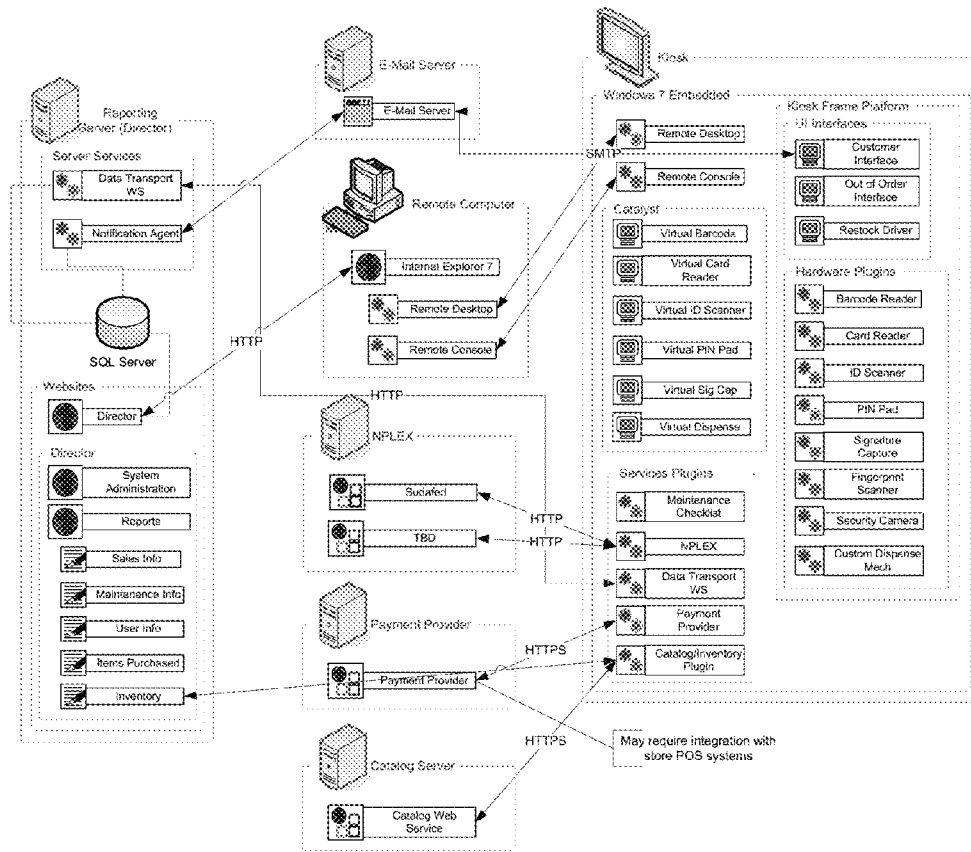 Reporting
Server (Director)
Server Services
Data Transport
WS
Notification Agent
SQL Server
Websites
Director
Director
System
Administration
Reports
Sales Info
Maintenance Info
User Info
Items Purchased
Inventory
E-Mail Server
E-Mail Server
Remote Computer
Internal Explorer 7
Remote Desktop
Remote Console
HTTP
HTTP
NPLEX
Sudafed
TBD
HTTP
HTTP
Payment Provider
Payment Provider
HTTPS
HTTPS
Catalog Server
Catalog Web
Service
May require integration with
store POS systems
Kiosk
Windows 7 Embedded
Remote Desktop
SMTP
Remote Console
Catalyst
Virtual Barcode
Virtual Card
Reader
Virtual ID Scanner
Virtual PIN Pad
Virtual Sig Cap
Virtual Dispense
Services Plugins
Maintenance
Checklist
NPLEX
Data Transport
WS
Payment
Provider
Catalog/Inventory
Plugin
Kiosk Frame Platform
UI Interfaces
Customer
Interface
Out of Order
Interface
Restock Driver
Hardware Plugins
Barcode Reader
Card Reader
ID Scanner
PIN Pad
Signature
Capture
Fingerprint
Scanner
Security Camera
Custom Dispense
Mech